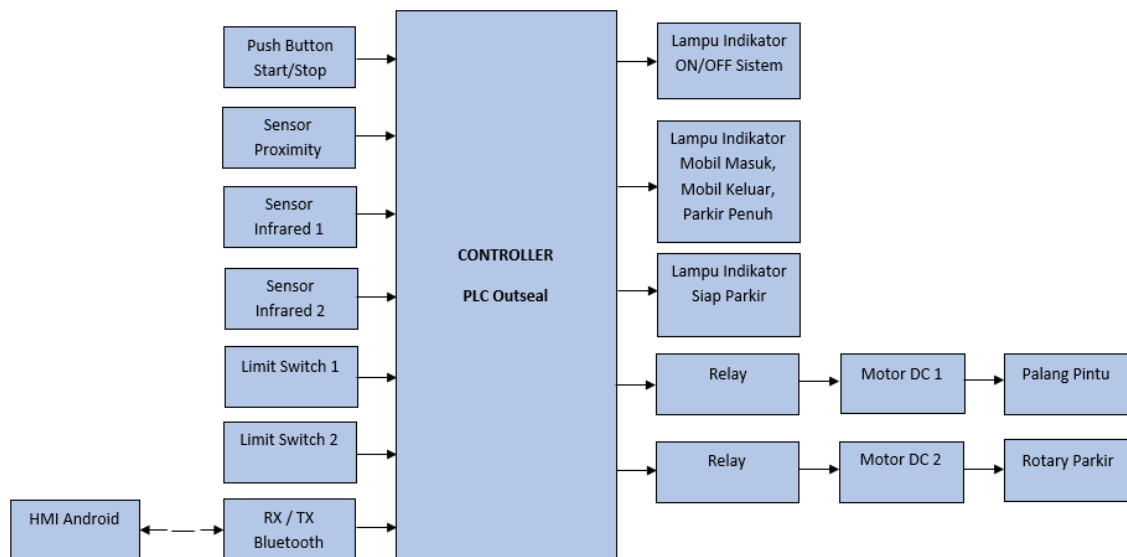 Push Button
Start/Stop
Sensor
Proximity
Sensor
Infrared 1
Sensor
Infrared 2
Limit Switch 1
Limit Switch 2
HMI Android
RX / TX
Bluetooth
CONTROLLER
PLC Outseal
Lampu Indikator
ON/OFF Sistem
Lampu Indikator
Mobil Masuk,
Mobil Keluar,
Parkir Penuh
Lampu Indikator
Siap Parkir
Relay
Motor DC 1
Palang Pintu
Relay
Motor DC 2
Rotary Parkir